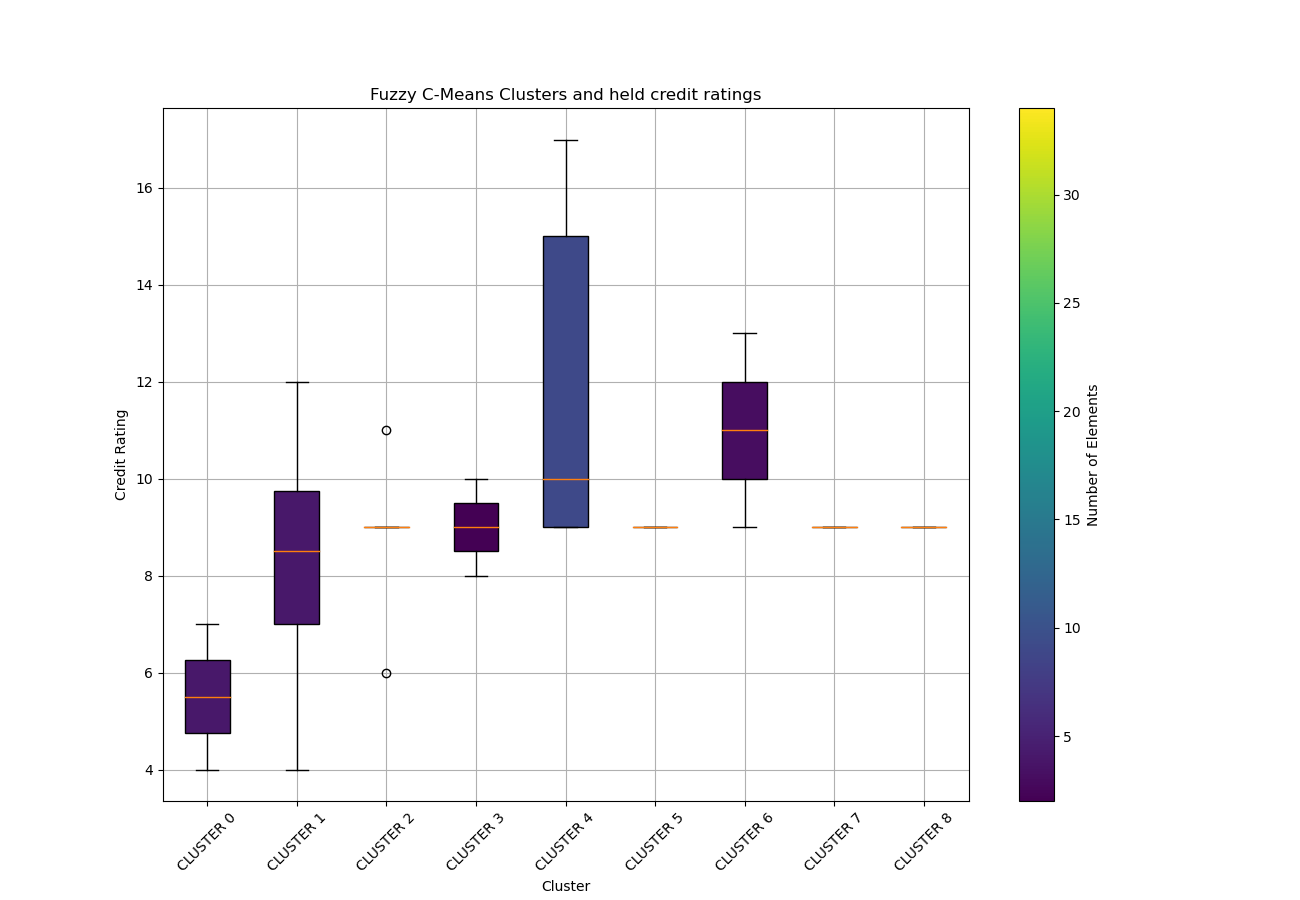 Fuzzy C-Means Clusters and held credit ratings
16
14
12
10
8
6
4
Credit Rating
CLUSTER 0
CLUSTER 1
CLUSTER 2
CLUSTER 3
CLUSTER 4
CLUSTER 5
CLUSTER 6
CLUSTER 7
CLUSTER 8
Cluster
30
25
20
15
10
5
Number of Elements